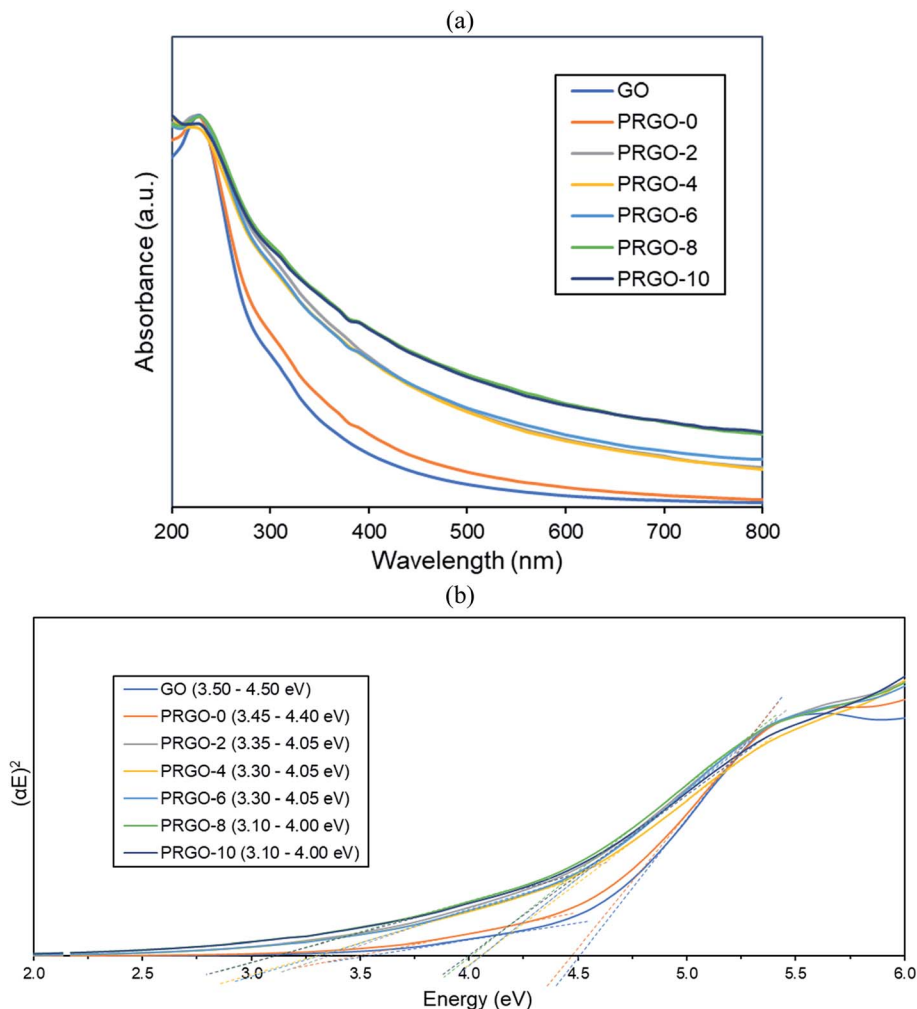 (a)
Absorbance (a.u.)
GO
PRGO-0
PRGO-2
PRGO-4
PRGO-6
PRGO-8
PRGO-10
200 300 400 500 600 700 800
Wavelength (nm)
(b)
(αE)²
GO (3.50 - 4.50 eV)
PRGO-0 (3.45 - 4.40 eV)
PRGO-2 (3.35 - 4.05 eV)
PRGO-4 (3.30 - 4.05 eV)
PRGO-6 (3.30 - 4.05 eV)
PRGO-8 (3.10 - 4.00 eV)
PRGO-10 (3.10 - 4.00 eV)
2.0 2.5 3.0 3.5 4.0 4.5 5.0 5.5 6.0
Energy (eV)